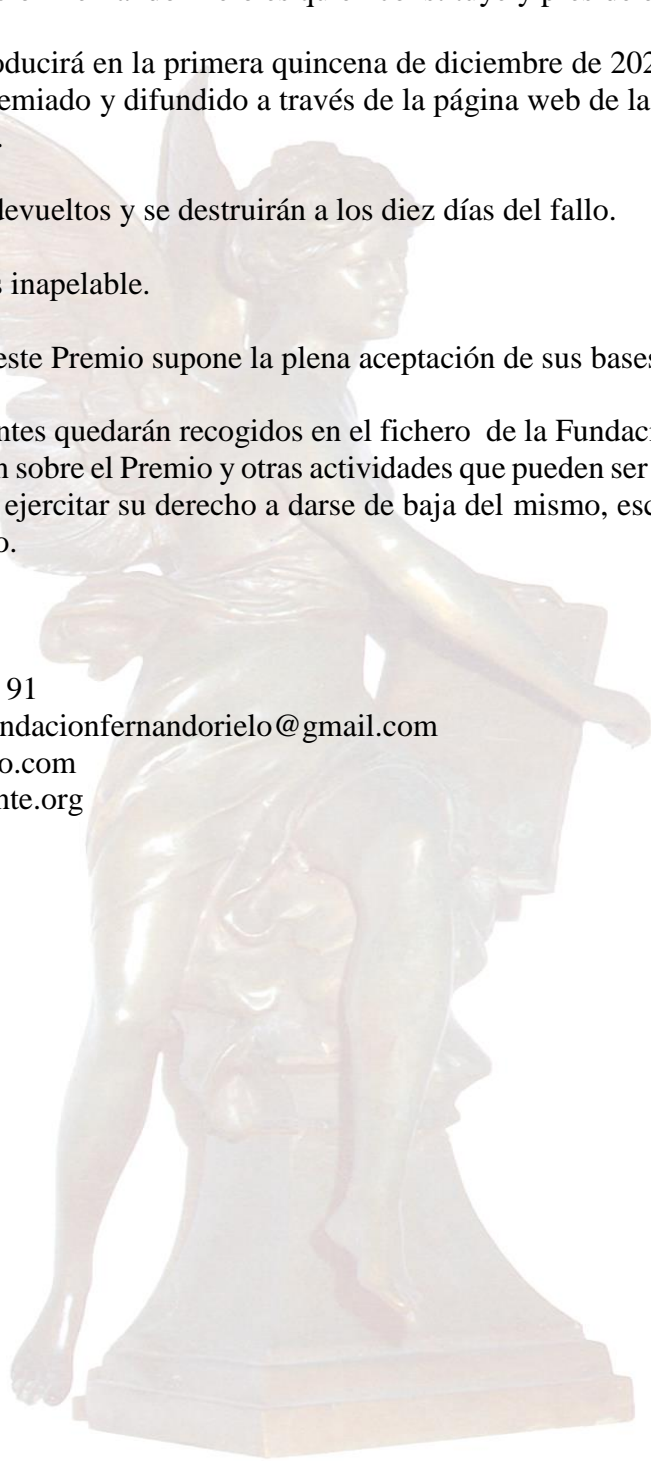 oducirá en la primera quincena de diciembre de 202
emiado y difundido a través de la página web de la
.
devueltos y se destruirán a los diez días del fallo.
s inapelable.
este Premio supone la plena aceptación de sus bases
ntes quedarán recogidos en el fichero de la Fundaci
n sobre el Premio y otras actividades que pueden ser
ejercitar su derecho a darse de baja del mismo, esc
o.
91
ndacionfernandorielo@gmail.com
o.com
nte.org